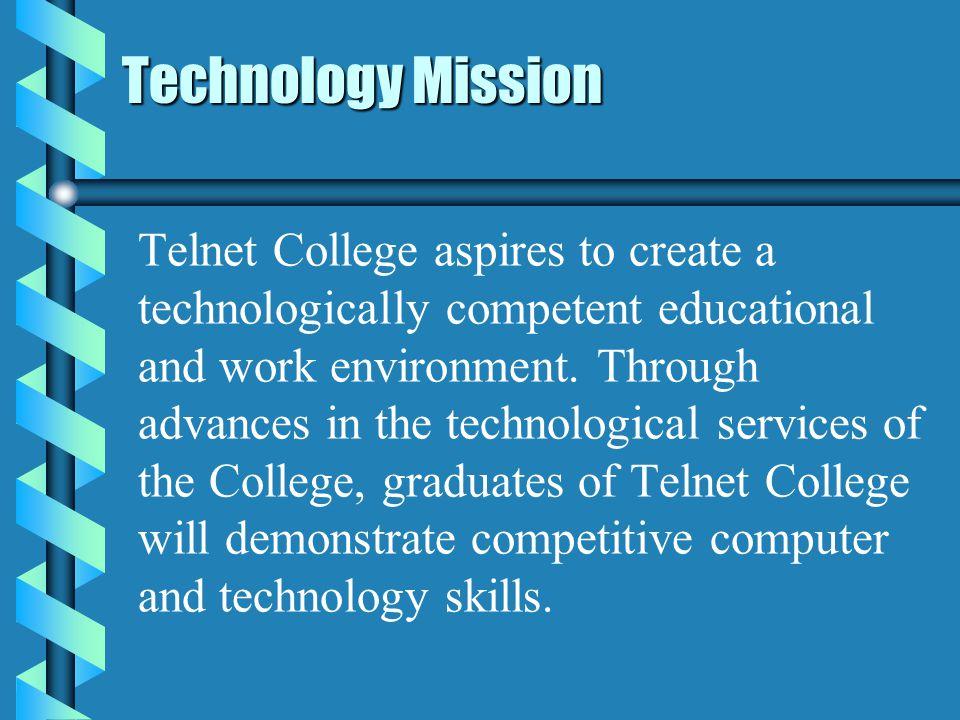 Technology Mission
Telnet College aspires to create a
technologically competent educational
and work environment. Through
advances in the technological services of
the College, graduates of Telnet College
will demonstrate competitive computer
and technology skills.